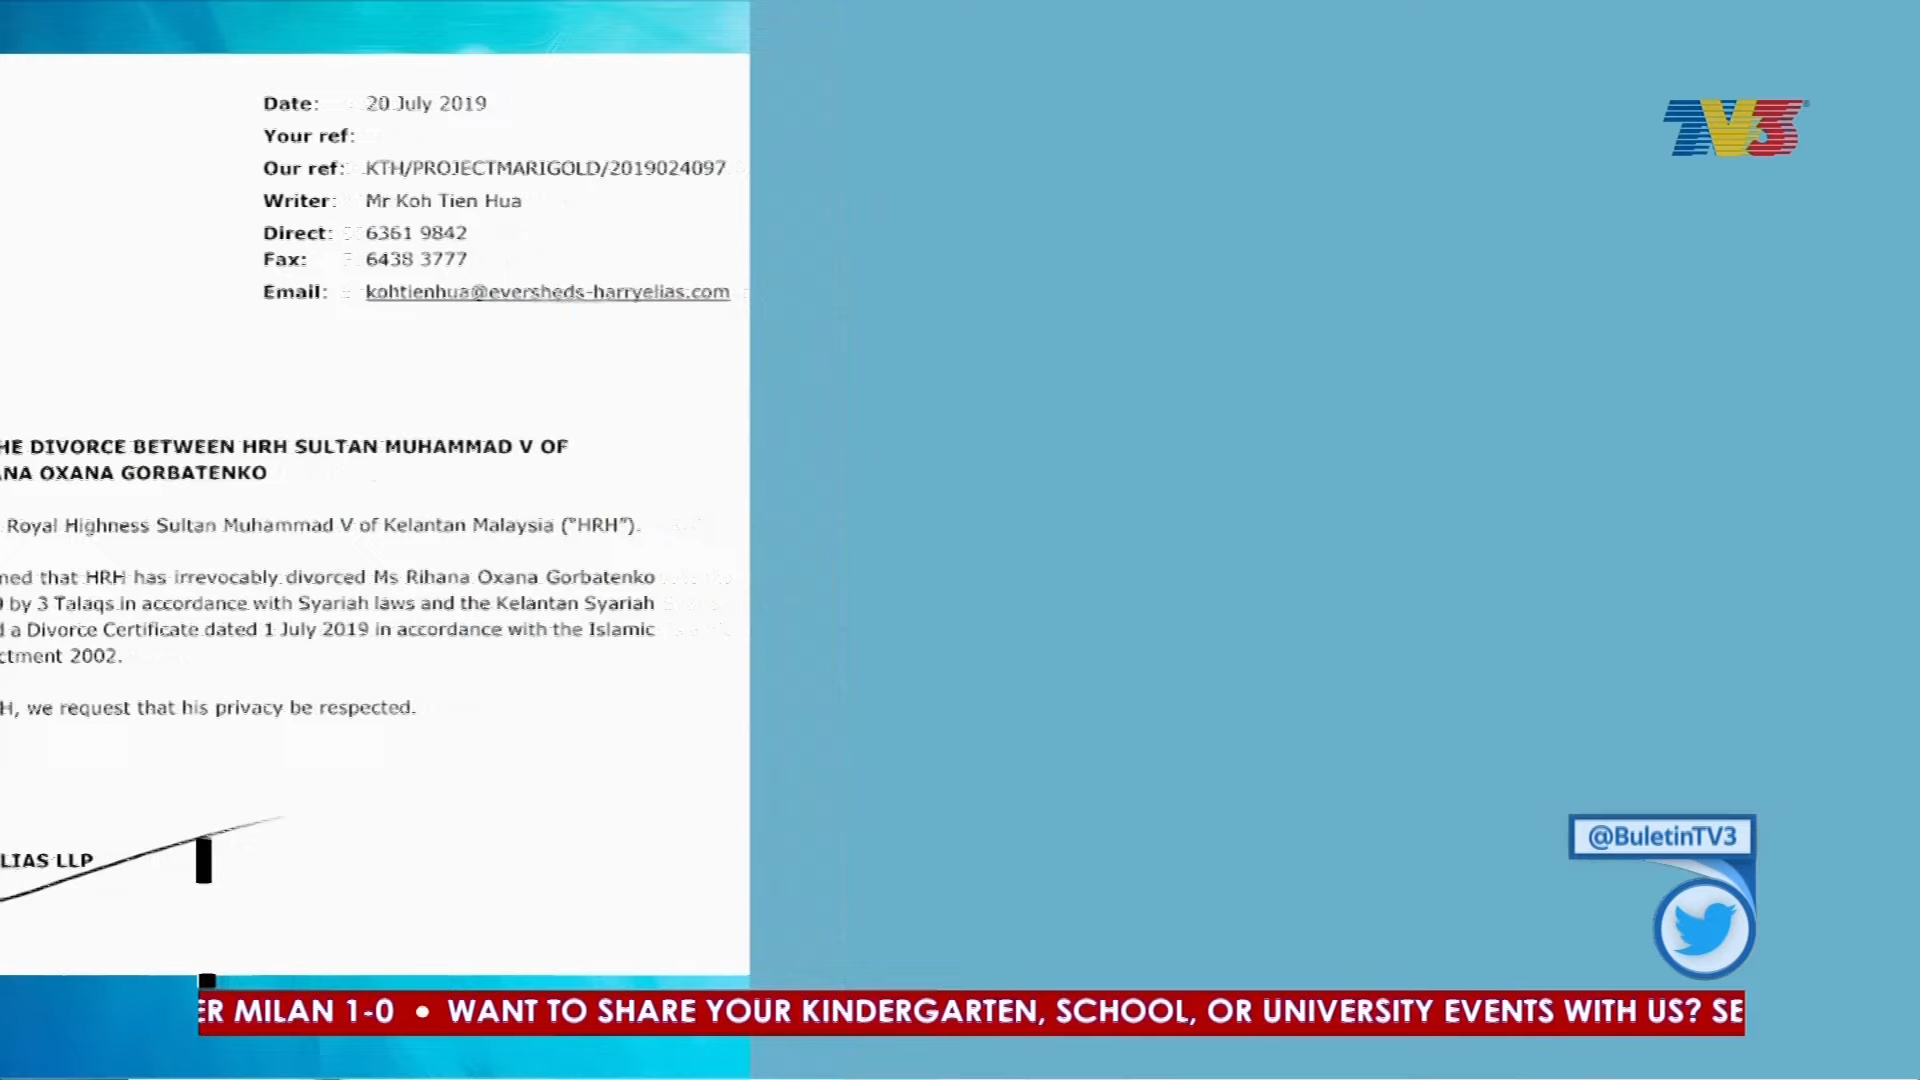 Date: 20 July 2019
Your ref:
Our ref: KTH/PROJECTMARIGOLD/2019024097
Writer: Mr Koh Tien Hua
Direct: 6361 9842
Fax: 6438 3777
Email: kohtienhua@eversheds-harryelias.com
HE DIVORCE BETWEEN HRH SULTAN MUHAMMAD V OF
ANA OXANA GORBATENKO
Royal Highness Sultan Muhammad V of Kelantan Malaysia ("HRH").
ned that HRH has irrevocably divorced Ms Rihana Oxana Gorbatenko
by 3 Talaqs in accordance with Syariah laws and the Kelantan Syariah
a Divorce Certificate dated 1 July 2019 in accordance with the Islamic
ctment 2002.
H, we request that his privacy be respected.
LIAS LLP
TV3
@BuletinTV3
ER MILAN 1-0 • WANT TO SHARE YOUR KINDERGARTEN, SCHOOL, OR UNIVERSITY EVENTS WITH US? SE